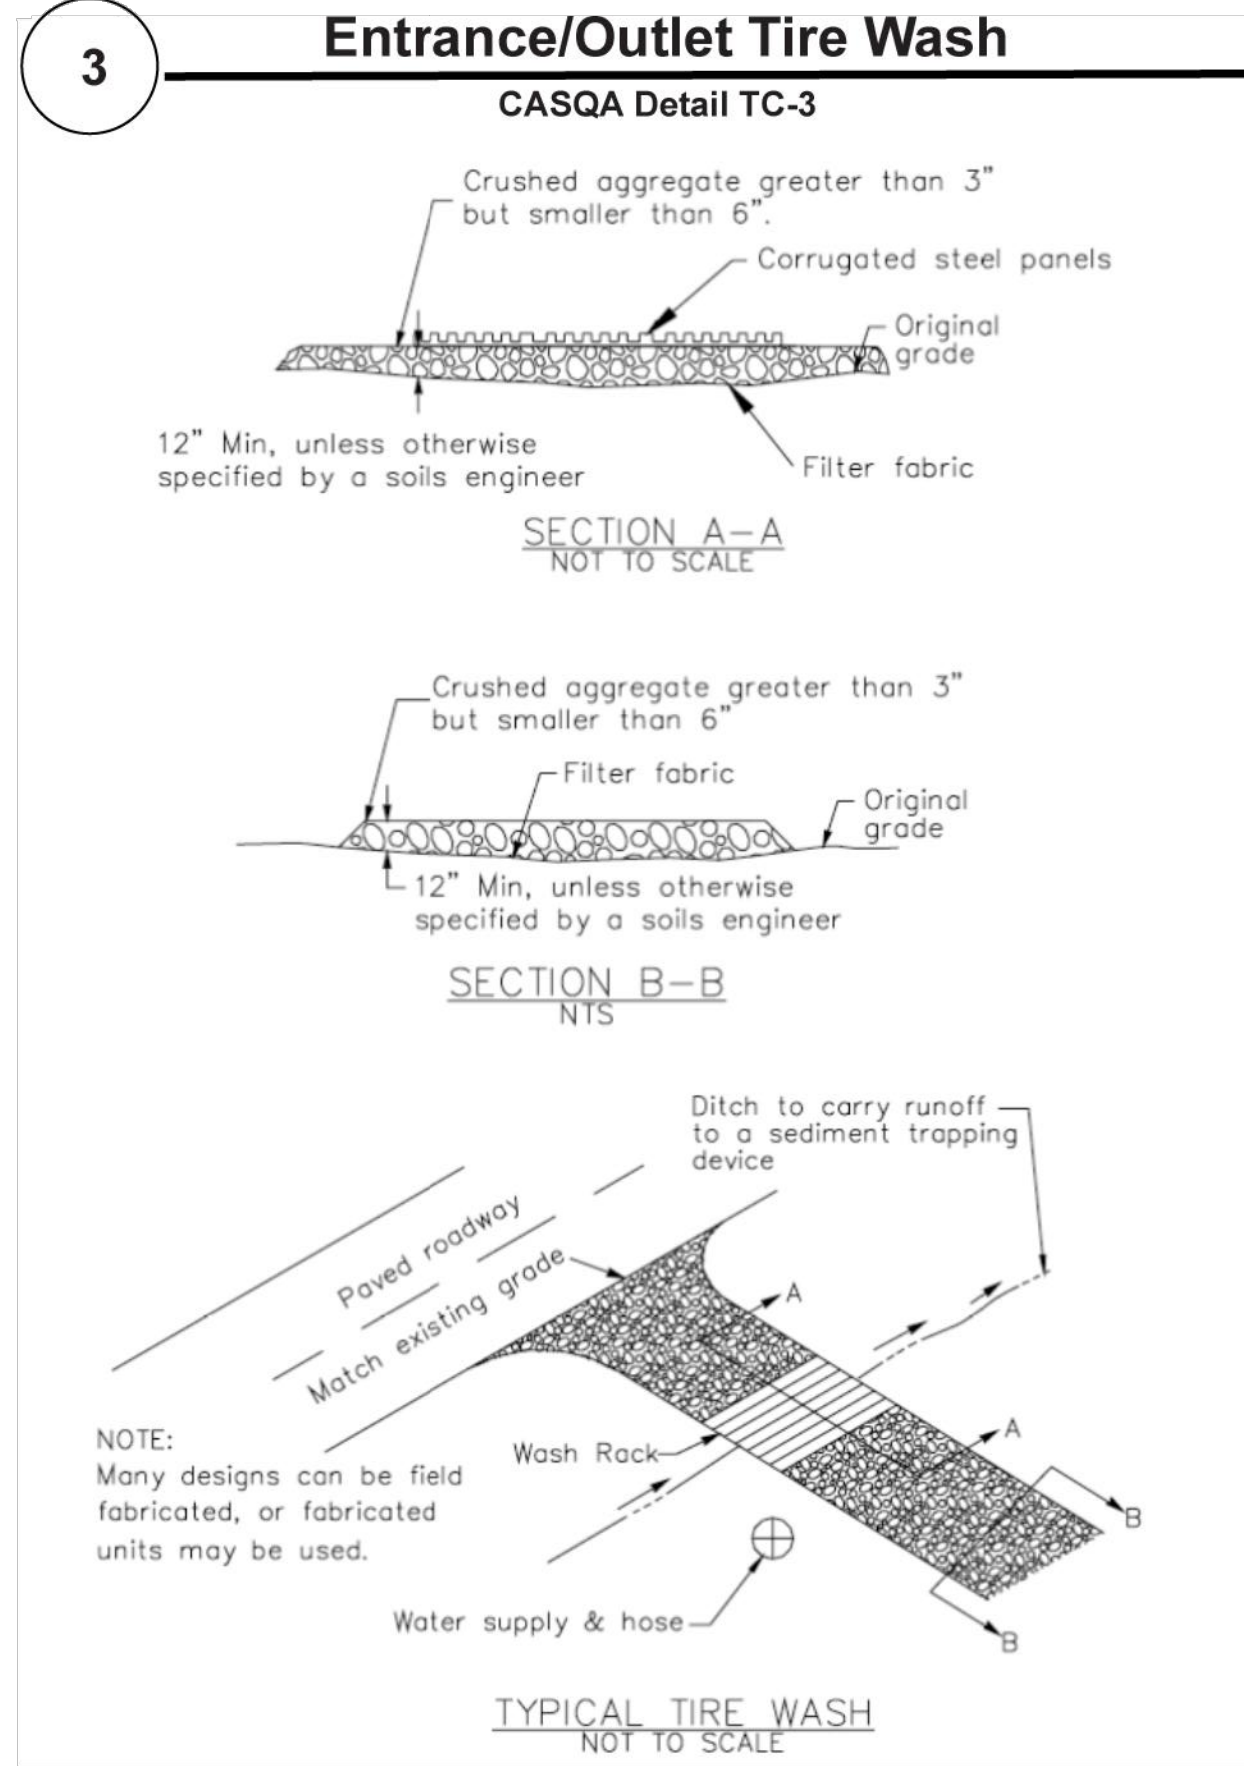 3
Entrance/Outlet Tire Wash
CASQA Detail TC-3
Crushed aggregate greater than 3"
but smaller than 6".
Corrugated steel panels
Original
grade
12" Min, unless otherwise
specified by a soils engineer
Filter fabric
SECTION A-A
NOT TO SCALE
Crushed aggregate greater than 3"
but smaller than 6"
Filter fabric
Original
grade
12" Min, unless otherwise
specified by a soils engineer
SECTION B-B
NTS
Ditch to carry runoff
to a sediment trapping
device
Paved roadway
Match existing grade
A
A
NOTE:
Many designs can be field
fabricated, or fabricated
units may be used.
Wash Rack
B
Water supply & hose
B
TYPICAL TIRE WASH
NOT TO SCALE